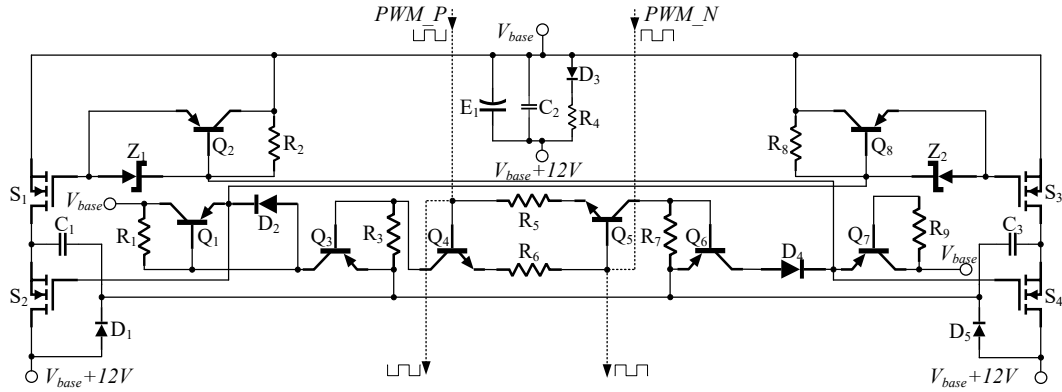 PWM_P
PWM_N
V_base
D₃
E₁
C₂
R₄
V_base+12V
Q₂
R₂
Z₁
S₁
V_base
R₁
Q₁
D₂
C₁
S₂
D₁
V_base+12V
Q₃
R₃
Q₄
R₅
R₆
Q₅
R₇
Q₆
D₄
Q₇
R₉
V_base
R₈
Q₈
Z₂
S₃
C₃
S₄
D₅
V_base+12V